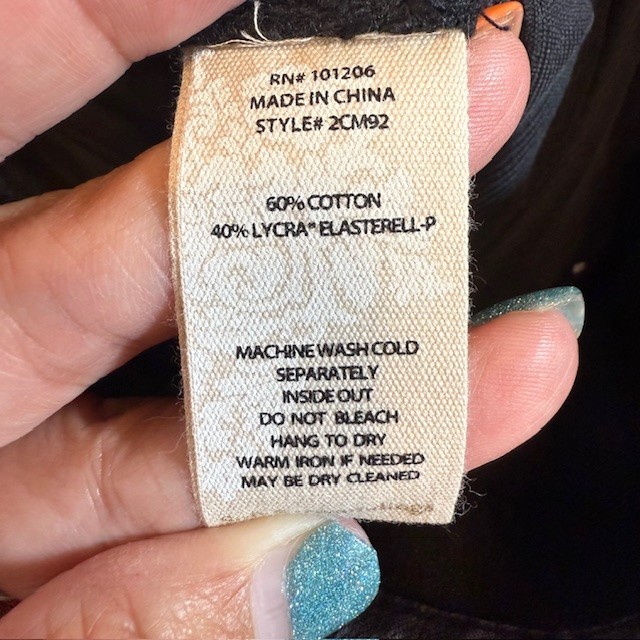 RN# 101206
MADE IN CHINA
STYLE# 2CM92
60% COTTON
40% LYCRA® ELASTERELL-P
MACHINE WASH COLD
SEPARATELY
INSIDE OUT
DO NOT BLEACH
HANG TO DRY
WARM IRON IF NEEDED
MAY BE DRY CLEANED